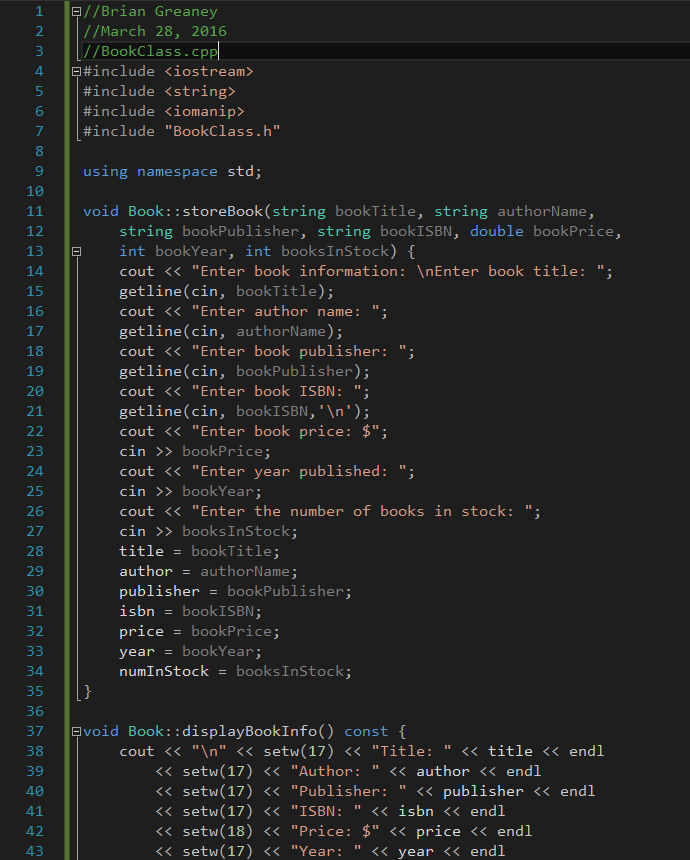 1 //Brian Greaney
2 //March 28, 2016
3 //BookClass.cpp
4 #include <iostream>
5 #include <string>
6 #include <iomanip>
7 #include "BookClass.h"
8
9 using namespace std;
10
11 void Book::storeBook(string bookTitle, string authorName,
12     string bookPublisher, string bookISBN, double bookPrice,
13     int bookYear, int booksInStock) {
14     cout << "Enter book information: \nEnter book title: ";
15     getline(cin, bookTitle);
16     cout << "Enter author name: ";
17     getline(cin, authorName);
18     cout << "Enter book publisher: ";
19     getline(cin, bookPublisher);
20     cout << "Enter book ISBN: ";
21     getline(cin, bookISBN,'\n');
22     cout << "Enter book price: $";
23     cin >> bookPrice;
24     cout << "Enter year published: ";
25     cin >> bookYear;
26     cout << "Enter the number of books in stock: ";
27     cin >> booksInStock;
28     title = bookTitle;
29     author = authorName;
30     publisher = bookPublisher;
31     isbn = bookISBN;
32     price = bookPrice;
33     year = bookYear;
34     numInStock = booksInStock;
35 }
36
37 void Book::displayBookInfo() const {
38     cout << "\n" << setw(17) << "Title: " << title << endl
39         << setw(17) << "Author: " << author << endl
40         << setw(17) << "Publisher: " << publisher << endl
41         << setw(17) << "ISBN: " << isbn << endl
42         << setw(18) << "Price: $" << price << endl
43         << setw(17) << "Year: " << year << endl